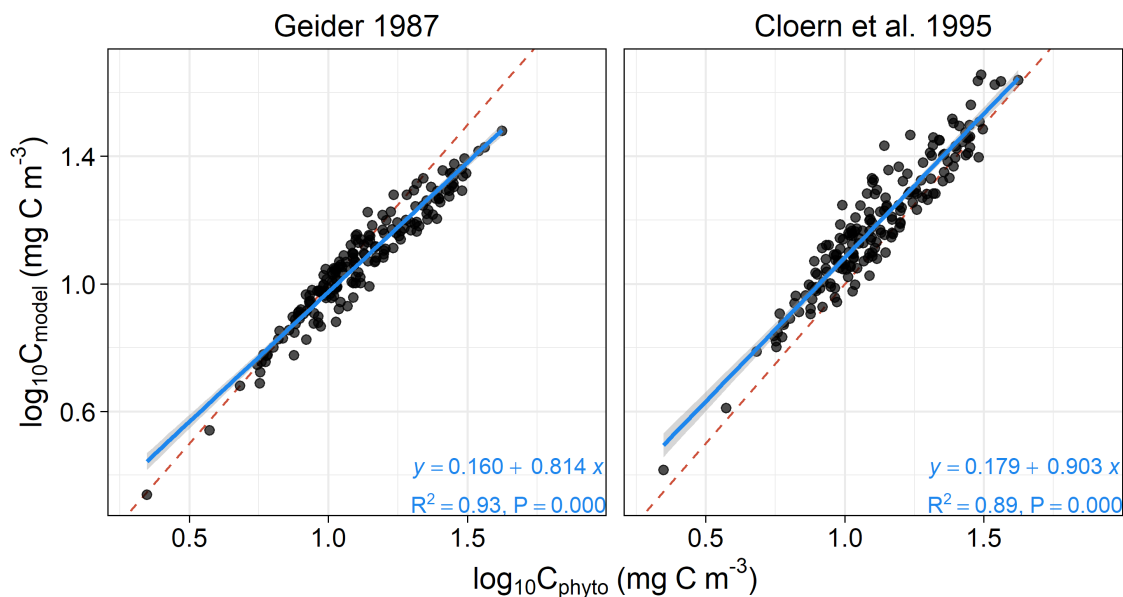 Geider 1987
Cloern et al. 1995
log₁₀C_model (mg C m⁻³)
1.4
1.0
0.6
y = 0.160 + 0.814 x
R² = 0.93, P = 0.000
y = 0.179 + 0.903 x
R² = 0.89, P = 0.000
0.5 1.0 1.5
0.5 1.0 1.5
log₁₀C_phyto (mg C m⁻³)